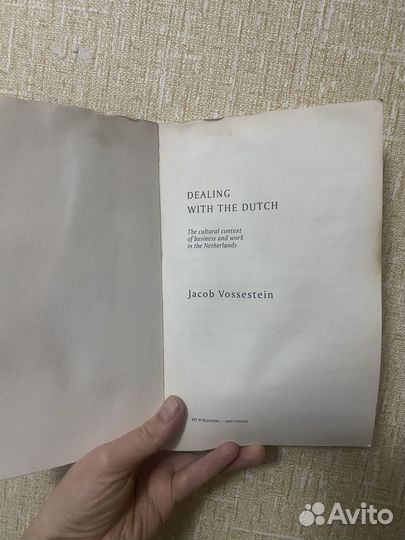 DEALING
WITH THE DUTCH
The cultural context
of business and work
in the Netherlands
Jacob Vossestein
KIT PUBLISHERS — AMSTERDAM
Avito